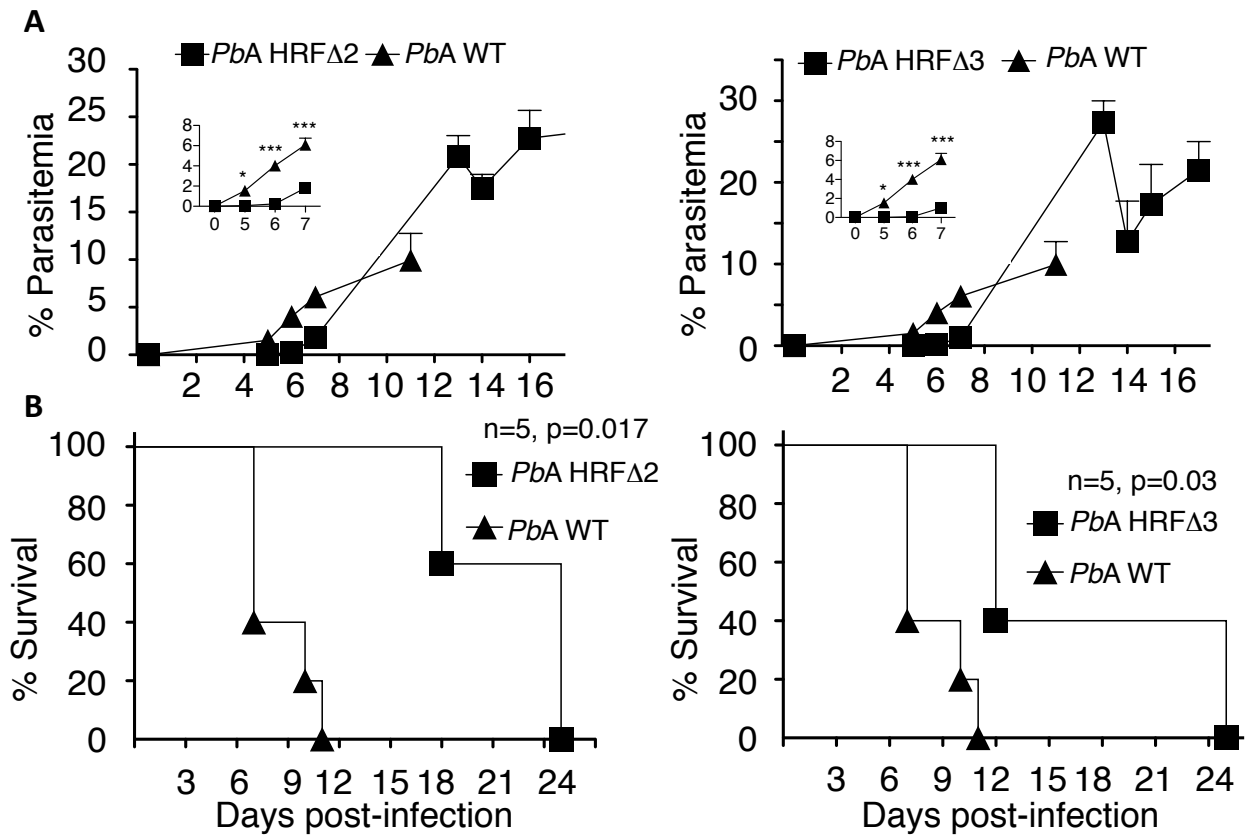 A
PbA HRFΔ2 PbA WT
30
25
20
15
10
5
0
% Parasitemia
8
6
4
2
0
* *** ***
0 5 6 7
2 4 6 8 10 12 14 16
PbA HRFΔ3 PbA WT
30
20
10
0
% Parasitemia
8
6
4
2
0
* *** ***
0 5 6 7
2 4 6 8 10 12 14 16
B
n=5, p=0.017
PbA HRFΔ2
PbA WT
100
80
60
40
20
0
% Survival
3 6 9 12 15 18 21 24
Days post-infection
n=5, p=0.03
PbA HRFΔ3
PbA WT
100
80
60
40
20
0
% Survival
3 6 9 12 15 18 21 24
Days post-infection